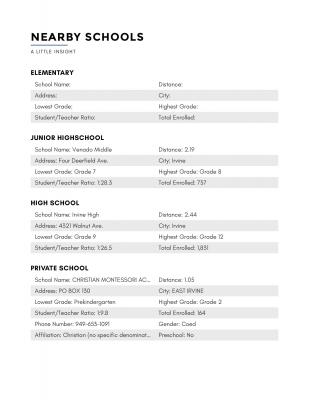 NEARBY SCHOOLS
A LITTLE INSIGHT
ELEMENTARY
School Name: Distance:
Address: City:
Lowest Grade: Highest Grade:
Student/Teacher Ratio: Total Enrolled:
JUNIOR HIGHSCHOOL
School Name: Venado Middle Distance: 2.19
Address: Four Deerfield Ave. City: Irvine
Lowest Grade: Grade 7 Highest Grade: Grade 8
Student/Teacher Ratio: 1:28.3 Total Enrolled: 737
HIGH SCHOOL
School Name: Irvine High Distance: 2.44
Address: 4321 Walnut Ave. City: Irvine
Lowest Grade: Grade 9 Highest Grade: Grade 12
Student/Teacher Ratio: 1:26.5 Total Enrolled: 1,831
PRIVATE SCHOOL
School Name: CHRISTIAN MONTESSORI AC... Distance: 1.05
Address: PO BOX 130 City: EAST IRVINE
Lowest Grade: Prekindergarten Highest Grade: Grade 2
Student/Teacher Ratio: 1:9.8 Total Enrolled: 164
Phone Number: 949-655-1091 Gender: Coed
Affiliation: Christian (no specific denominat... Preschool: No